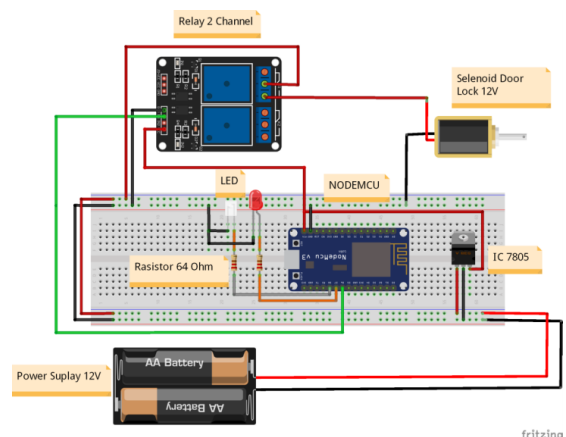 Relay 2 Channel
Selenoid Door
Lock 12V
LED
NODEMCU
NodeMcu v3
Rasistor 64 Ohm
IC 7805
AA Battery
AA Battery
Power Suplay 12V
fritzing